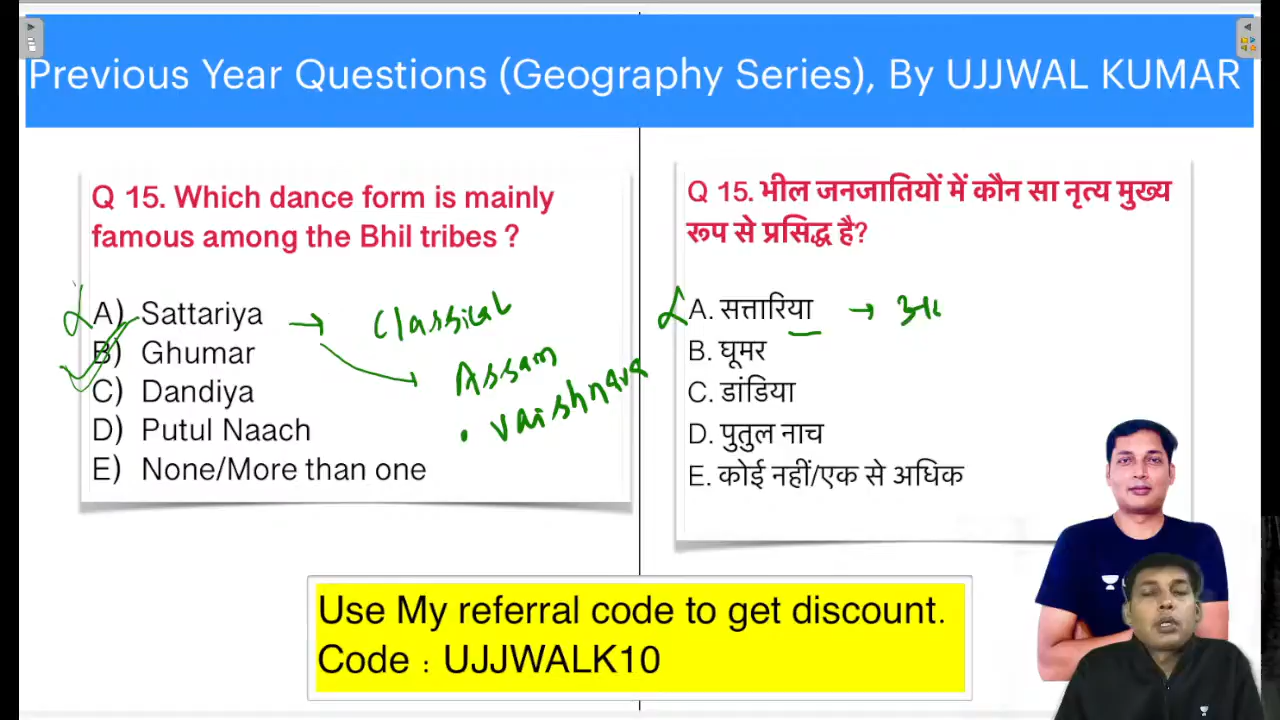 Previous Year Questions (Geography Series), By UJJWAL KUMAR
Q 15. Which dance form is mainly
famous among the Bhil tribes ?
A) Sattariya → Classical
B) Ghumar
Assam
C) Dandiya
• Vaishnava
D) Putul Naach
E) None/More than one
Q 15. भील जनजातियों में कौन सा नृत्य मुख्य
रूप से प्रसिद्ध है?
A. सत्तारिया →
B. घूमर
C. डांडिया
D. पुतुल नाच
E. कोई नहीं/एक से अधिक
Use My referral code to get discount.
Code : UJJWALK10